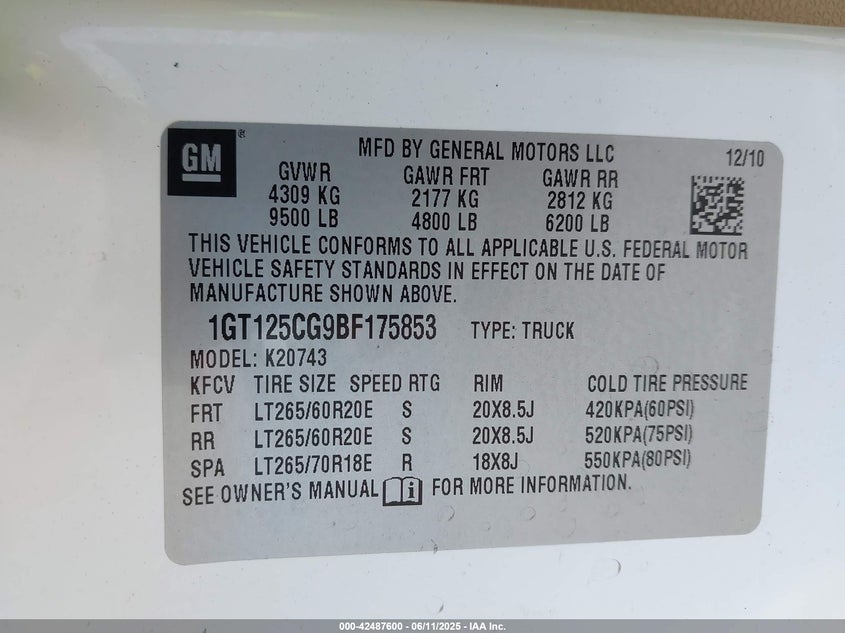 GM ®
MFD BY GENERAL MOTORS LLC 12/10
GVWR GAWR FRT GAWR RR
4309 KG 2177 KG 2812 KG
9500 LB 4800 LB 6200 LB
THIS VEHICLE CONFORMS TO ALL APPLICABLE U.S. FEDERAL MOTOR
VEHICLE SAFETY STANDARDS IN EFFECT ON THE DATE OF
MANUFACTURE SHOWN ABOVE.
1GT125CG9BF175853 TYPE: TRUCK
MODEL: K20743
KFCV TIRE SIZE SPEED RTG RIM COLD TIRE PRESSURE
FRT LT265/60R20E S 20X8.5J 420KPA(60PSI)
RR LT265/60R20E S 20X8.5J 520KPA(75PSI)
SPA LT265/70R18E R 18X8J 550KPA(80PSI)
SEE OWNER'S MANUAL i FOR MORE INFORMATION.
000-42487600 - 06/11/2025 - IAA Inc.